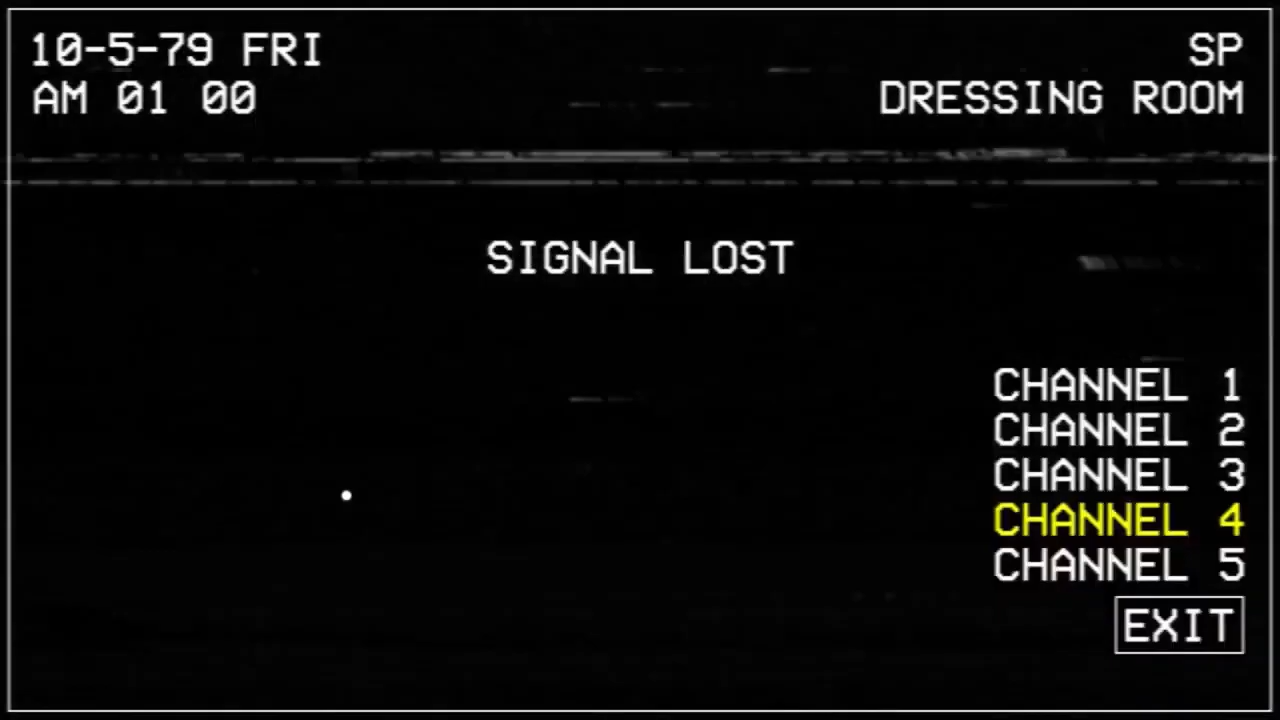 10-5-79 FRI
SP
AM 01 00
DRESSING ROOM
SIGNAL LOST
CHANNEL 1
CHANNEL 2
CHANNEL 3
CHANNEL 4
CHANNEL 5
EXIT